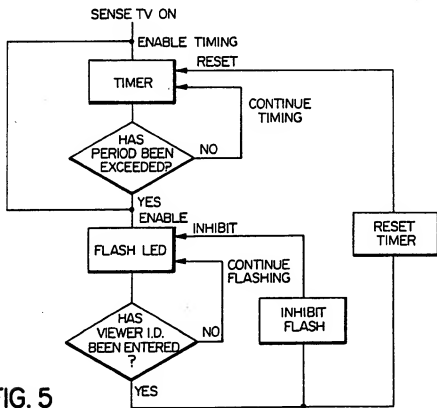 SENSE TV ON
ENABLE TIMING
RESET
TIMER
CONTINUE
TIMING
HAS
PERIOD BEEN
EXCEEDED?
NO
YES
ENABLE
INHIBIT
FLASH LED
RESET
TIMER
CONTINUE
FLASHING
HAS
VIEWER I.D.
BEEN ENTERED
?
NO
INHIBIT
FLASH
YES
FIG. 5